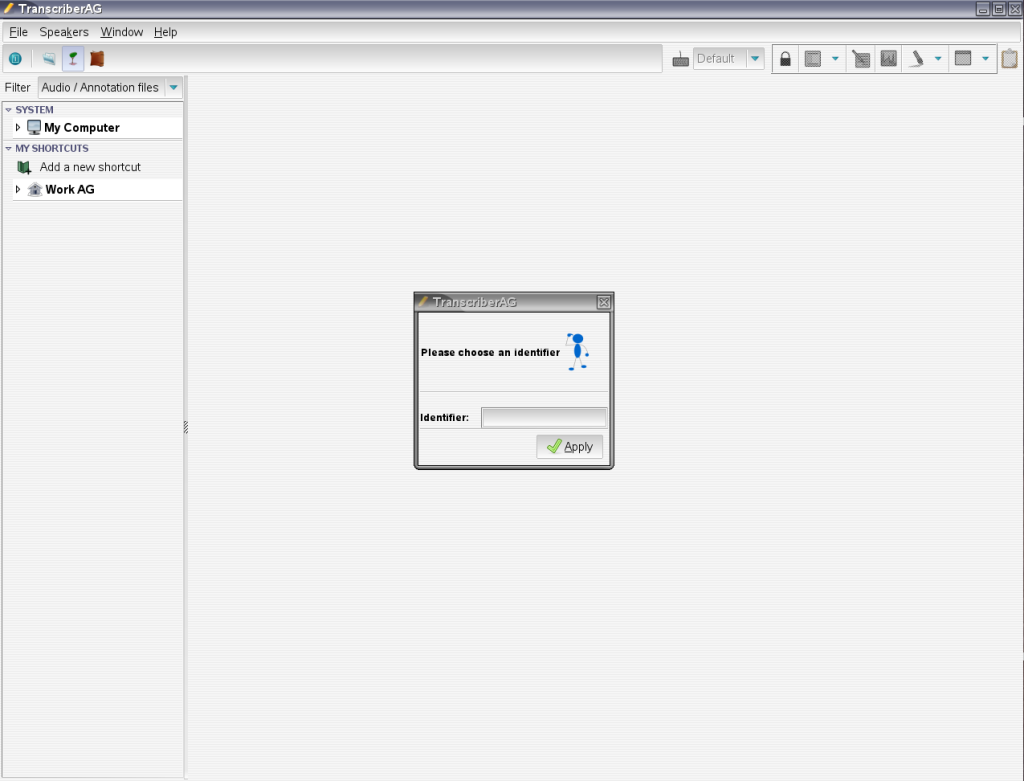 TranscriberAG
File Speakers Window Help
Default
Filter Audio / Annotation files
SYSTEM
My Computer
MY SHORTCUTS
Add a new shortcut
Work AG
TranscriberAG
Please choose an identifier
Identifier:
Apply